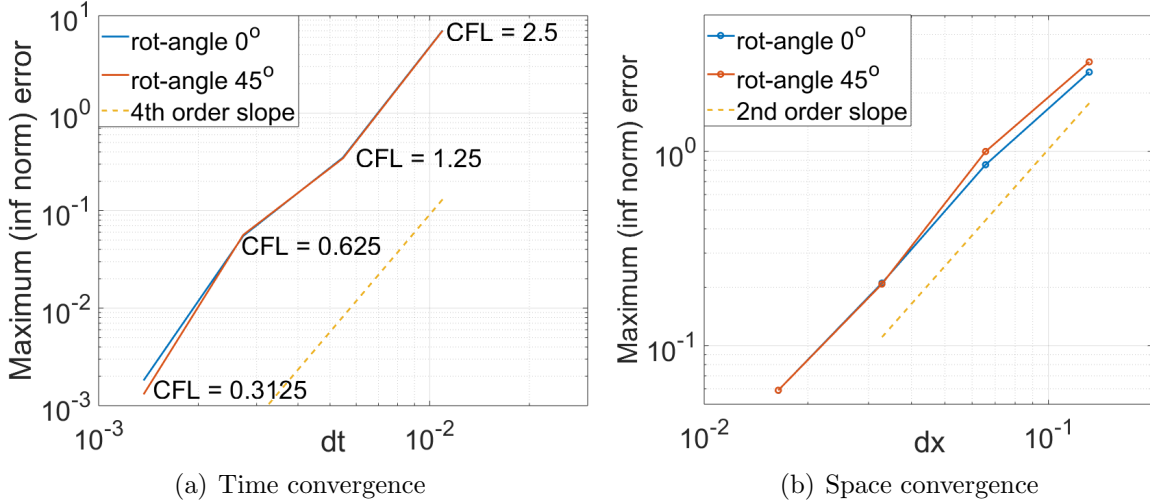 Maximum (inf norm) error
10^1
10^0
10^-1
10^-2
10^-3
rot-angle 0^o
rot-angle 45^o
4th order slope
CFL = 2.5
CFL = 1.25
CFL = 0.625
CFL = 0.3125
10^-3
dt
10^-2
(a) Time convergence
Maximum (inf norm) error
10^0
10^-1
rot-angle 0^o
rot-angle 45^o
2nd order slope
10^-2
dx
10^-1
(b) Space convergence